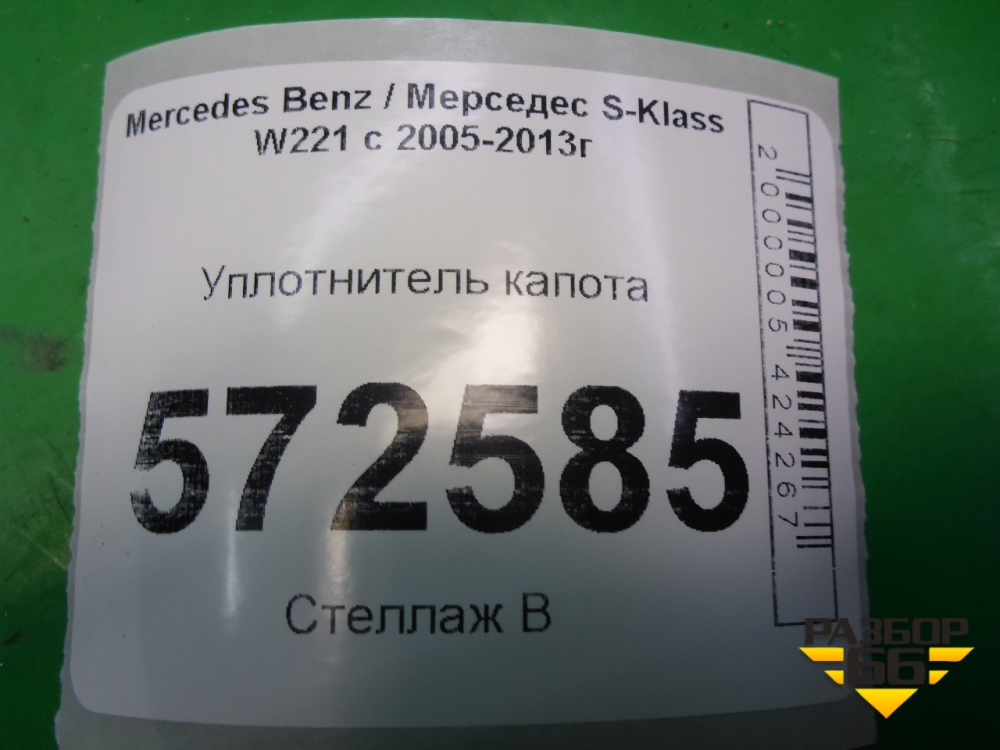 Mercedes Benz / Мерседес S-Klass
W221 с 2005-2013г
Уплотнитель капота
572585
Стеллаж В
2000005424267
РАЗБОР
66